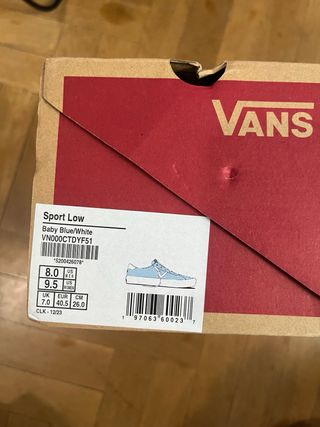 VANS
Sport Low
Baby Blue/White
VN000CTDYF51
*5200426078*
8.0 US
9.5 US
UK 7.0 EUR 40.5 CM 26.0
CLK - 12/23
1 97063 60023 7